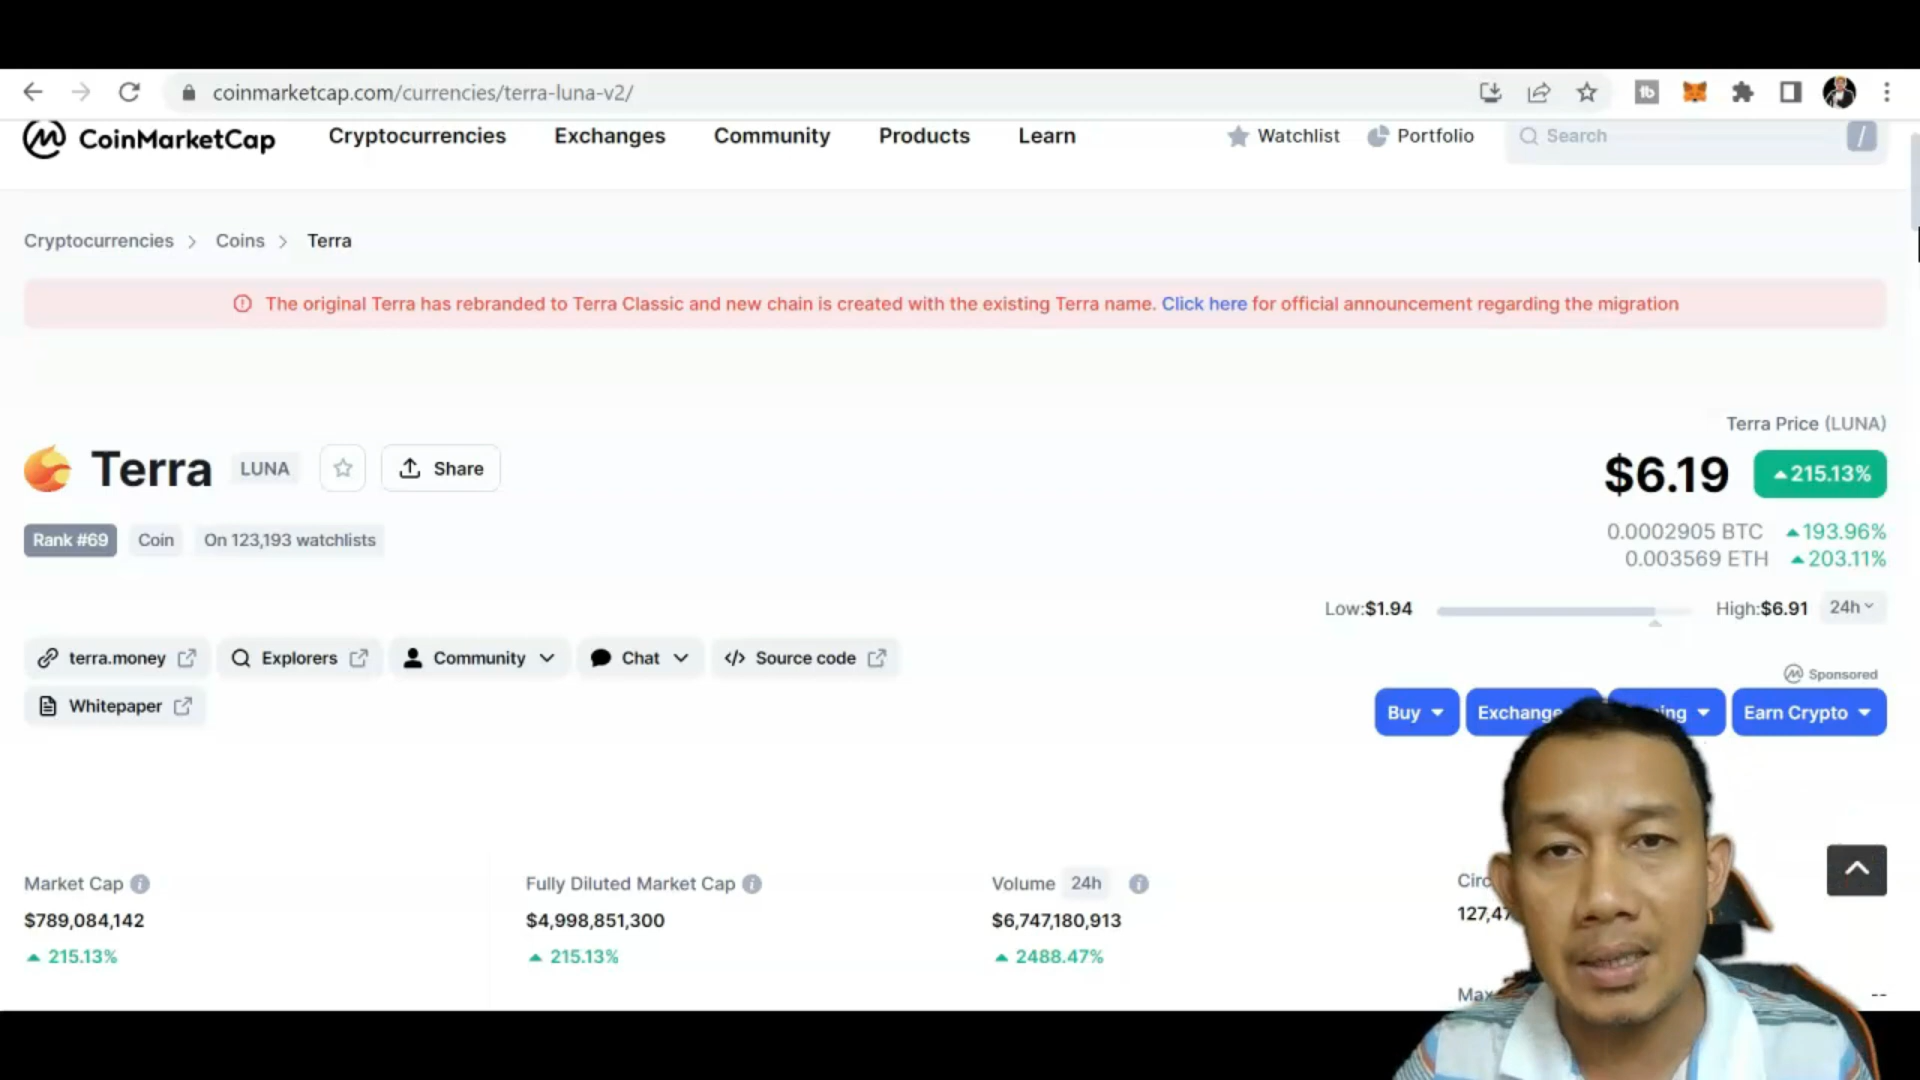 coinmarketcap.com/currencies/terra-luna-v2/
CoinMarketCap Cryptocurrencies Exchanges Community Products Learn Watchlist Portfolio Search /
Cryptocurrencies > Coins > Terra
The original Terra has rebranded to Terra Classic and new chain is created with the existing Terra name. Click here for official announcement regarding the migration
Terra Price (LUNA)
Terra LUNA Share $6.19 215.13%
Rank #69 Coin On 123,193 watchlists 0.0002905 BTC 193.96%
0.003569 ETH 203.11%
Low:$1.94 High:$6.91 24h
terra.money Explorers Community Chat Source code
Sponsored
Whitepaper Buy Exchange Earn Crypto
Market Cap Fully Diluted Market Cap Volume 24h
$789,084,142 $4,998,851,300 $6,747,180,913 127,47
215.13% 215.13% 2488.47%
Max --